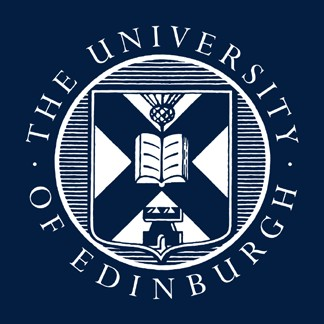 THE UNIVERSITY
· OF EDINBURGH ·